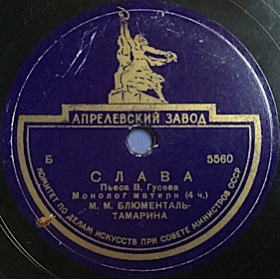 АПРЕЛЕВСКИЙ ЗАВОД
Б 5560
СЛАВА
Пьеса В. Гусева
Монолог матери (4 ч.)
М. М. БЛЮМЕНТАЛЬ-
ТАМАРИНА
КОМИТЕТ ПО ДЕЛАМ ИСКУССТВ ПРИ СОВЕТЕ МИНИСТРОВ СССР